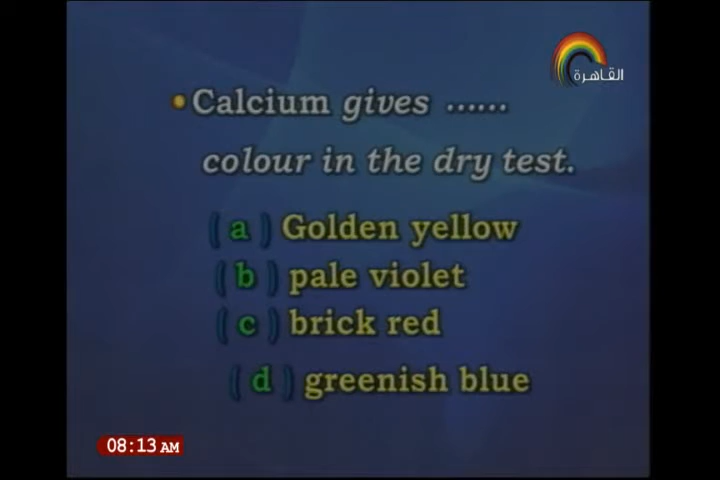 القاهرة
• Calcium gives ......
colour in the dry test.
( a ) Golden yellow
( b ) pale violet
( c ) brick red
( d ) greenish blue
08:13 AM